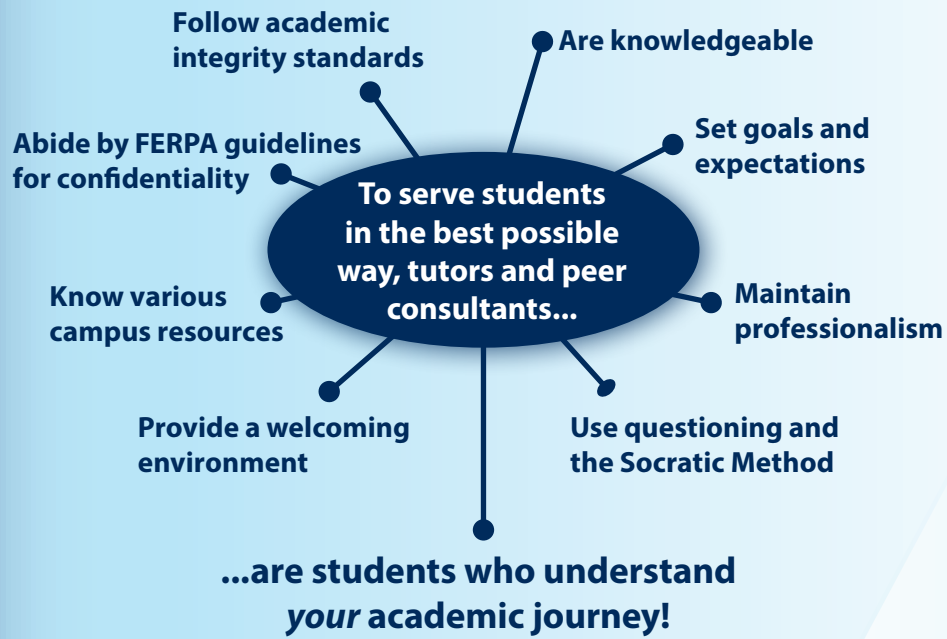 Follow academic
integrity standards
Are knowledgeable
Abide by FERPA guidelines
for confidentiality
Set goals and
expectations
To serve students
in the best possible
way, tutors and peer
consultants...
Know various
campus resources
Maintain
professionalism
Provide a welcoming
environment
Use questioning and
the Socratic Method
...are students who understand
your academic journey!